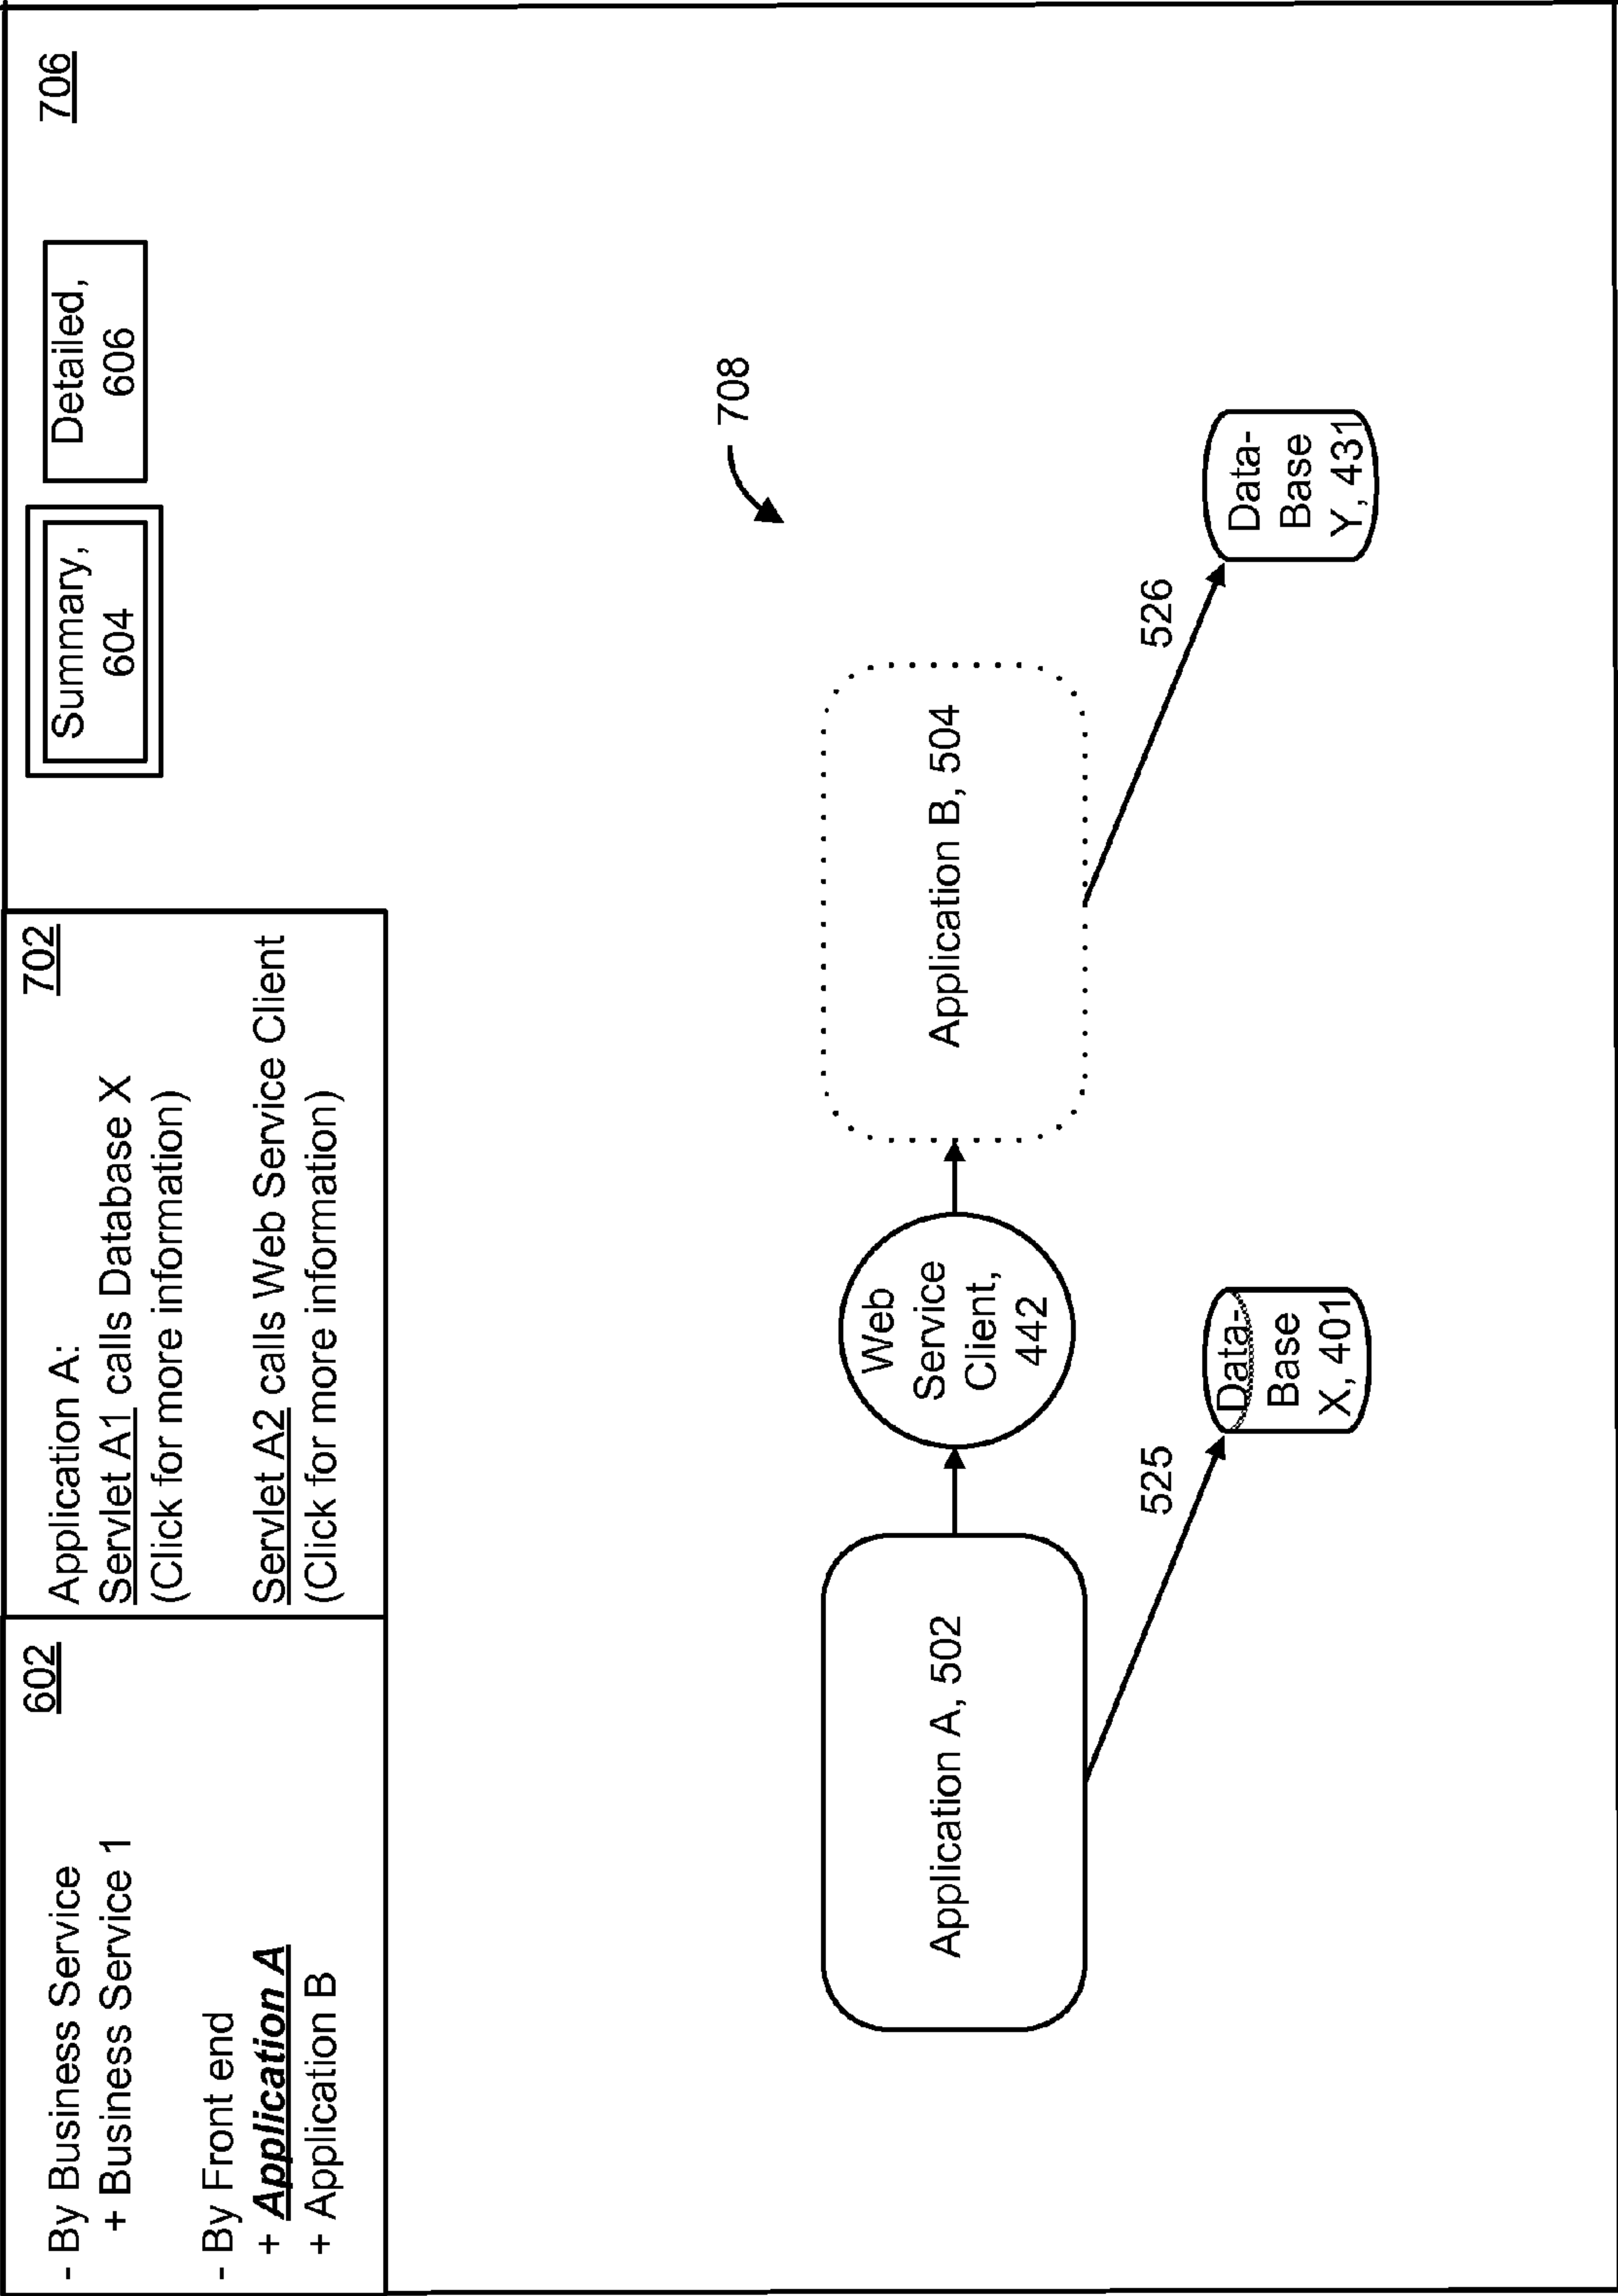 602
- By Business Service
+ Business Service 1
- By Front end
+ Application A
+ Application B
702
Application A:
Servlet A1 calls Database X
(Click for more information)
Servlet A2 calls Web Service Client
(Click for more information)
706
Summary,
604
Detailed,
606
708
Application A, 502
Web
Service
Client,
442
Application B, 504
525
526
Data-
Base
X, 401
Data-
Base
Y, 431